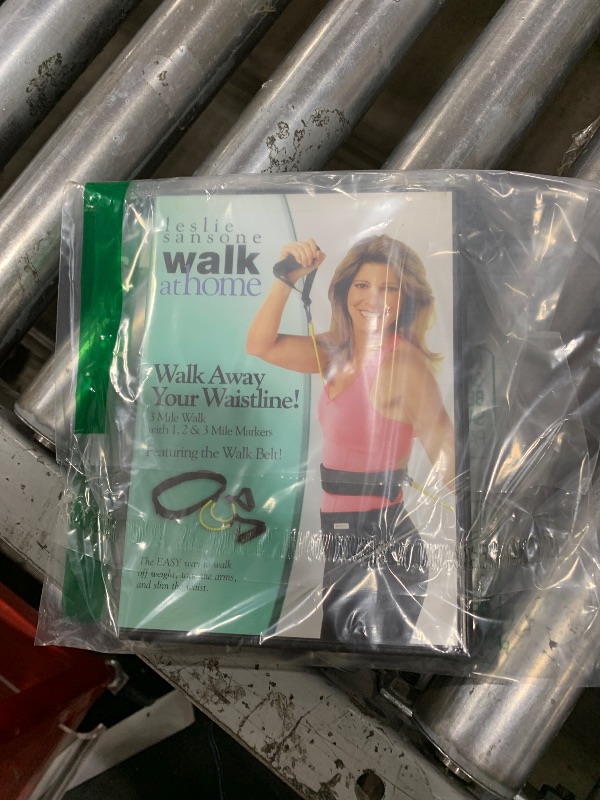 leslie
sansone
walk
at home
Walk Away
Your Waistline!
3 Mile Walk
with 1, 2 & 3 Mile Markers
Featuring the Walk Belt!
The EASY way to walk
off weight, tone the arms,
and slim the waist.